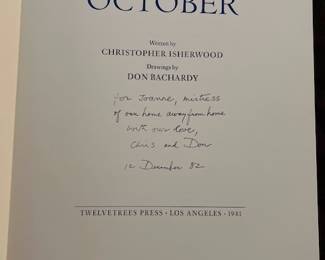 OCTOBER
Written by
CHRISTOPHER ISHERWOOD
Drawings by
DON BACHARDY
for Joanne, mistress
of our home away from home
with our love,
Chris and Don
12 December 82
TWELVETREES PRESS · LOS ANGELES · 1981